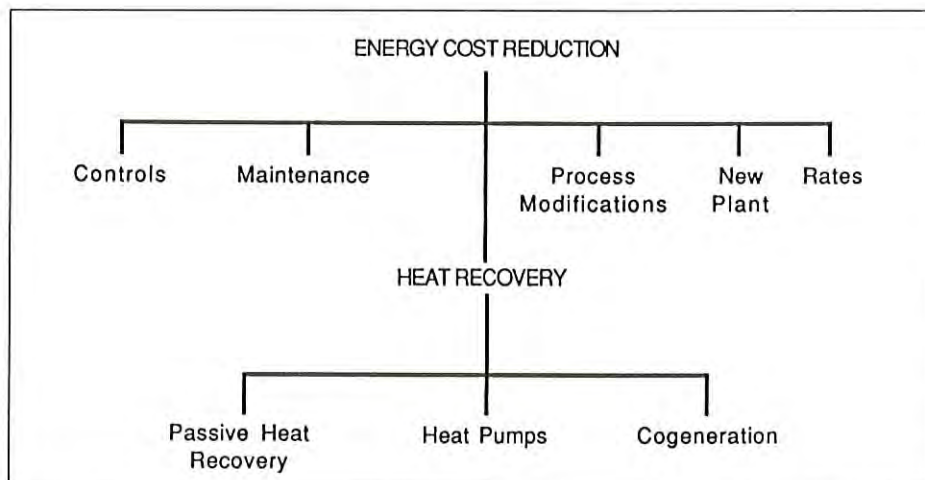 ENERGY COST REDUCTION
Controls
Maintenance
Process
Modifications
New
Plant
Rates
HEAT RECOVERY
Passive Heat
Recovery
Heat Pumps
Cogeneration